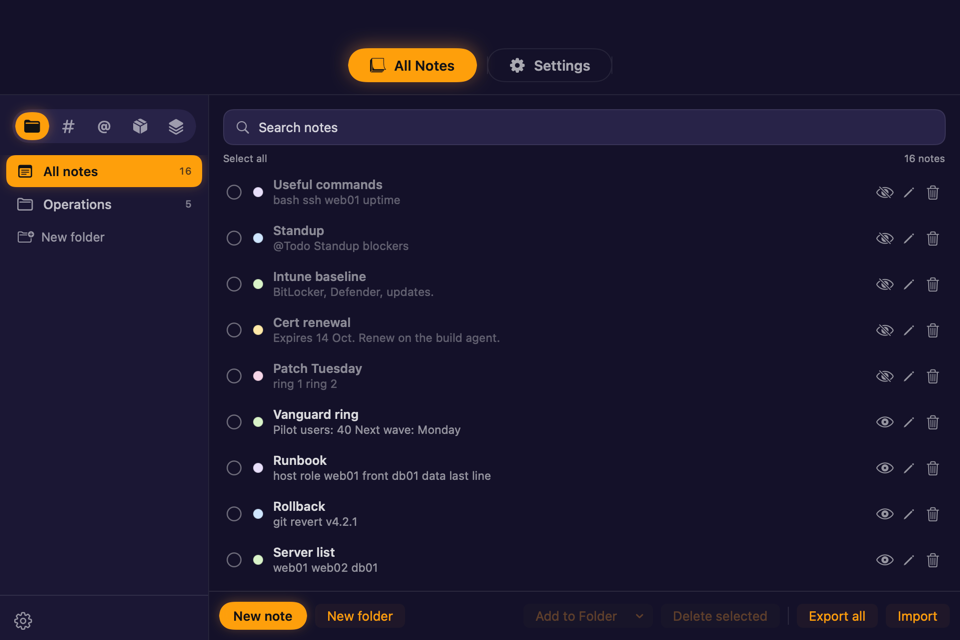 All Notes
Settings
# @
Search notes
Select all
16 notes
All notes
16
Operations
5
New folder
Useful commands
bash ssh web01 uptime
Standup
@Todo Standup blockers
Intune baseline
BitLocker, Defender, updates.
Cert renewal
Expires 14 Oct. Renew on the build agent.
Patch Tuesday
ring 1 ring 2
Vanguard ring
Pilot users: 40 Next wave: Monday
Runbook
host role web01 front db01 data last line
Rollback
git revert v4.2.1
Server list
web01 web02 db01
New note
New folder
Add to Folder
Delete selected
Export all
Import